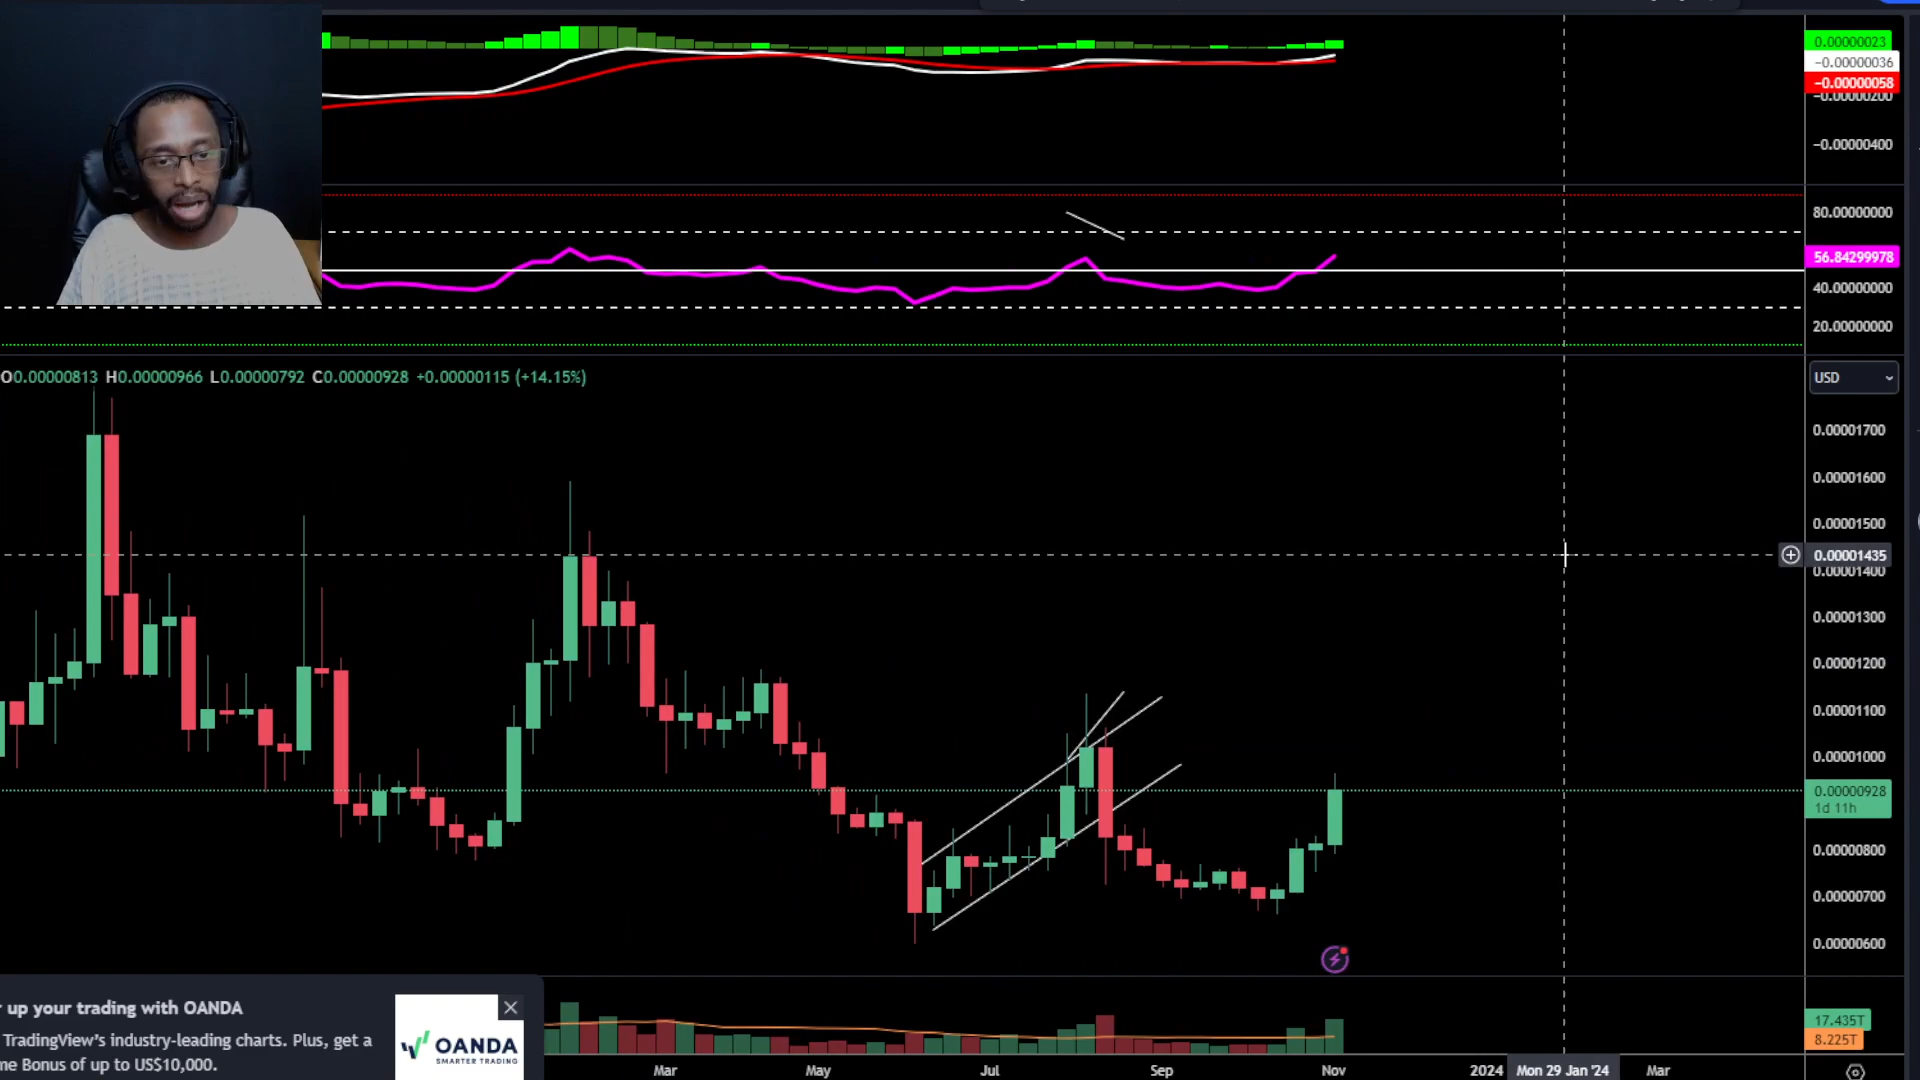 0.00000023
−0.00000036
−0.00000058
−0.00000200
−0.00000400
80.00000000
56.84299978
40.00000000
20.00000000
O0.00000813 H0.00000966 L0.00000792 C0.00000928 +0.00000115 (+14.15%)
USD
0.00001700
0.00001600
0.00001500
0.00001435
0.00001400
0.00001300
0.00001200
0.00001100
0.00001000
0.00000928
1d 11h
0.00000800
0.00000700
0.00000600
r up your trading with OANDA
TradingView's industry-leading charts. Plus, get a
me Bonus of up to US$10,000.
OANDA
SMARTER TRADING
17.435T
8.225T
Mar May Jul Sep Nov 2024 Mon 29 Jan '24 Mar